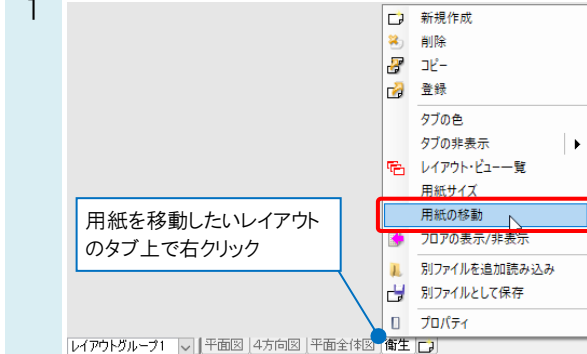 1
新規作成
削除
コピー
登録
タブの色
タブの非表示
レイアウト・ビュー一覧
用紙サイズ
用紙の移動
フロアの表示/非表示
別ファイルを追加読み込み
別ファイルとして保存
プロパティ
用紙を移動したいレイアウト
のタブ上で右クリック
レイアウトグループ1 平面図 4方向図 平面全体図 衛生